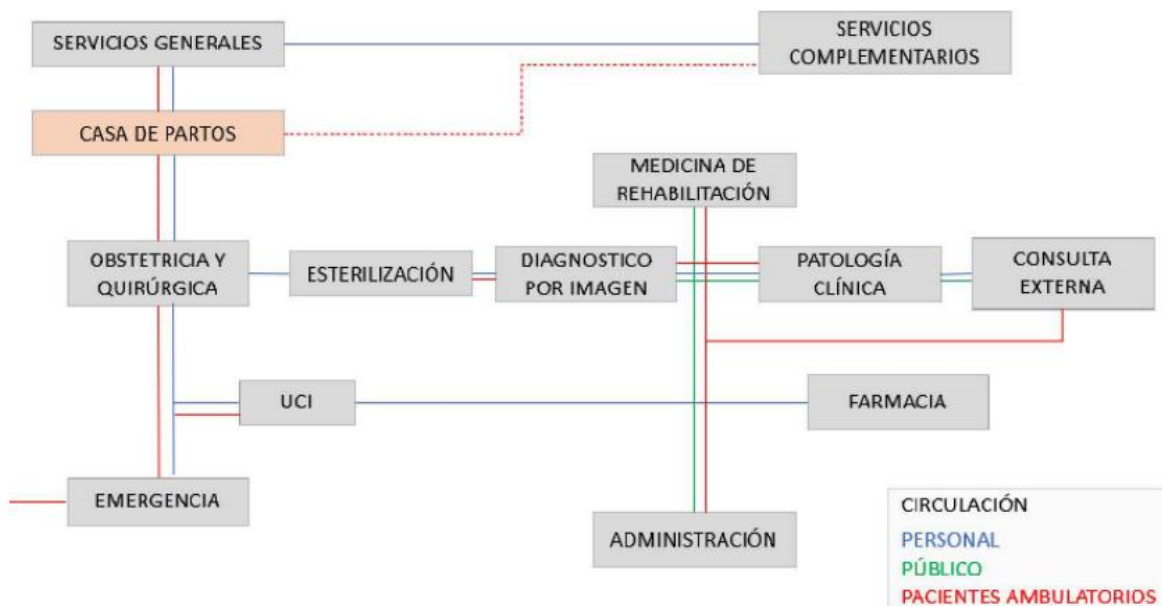 SERVICIOS GENERALES
SERVICIOS
COMPLEMENTARIOS
CASA DE PARTOS
MEDICINA DE
REHABILITACIÓN
OBSTETRICIA Y
QUIRÚRGICA
ESTERILIZACIÓN
DIAGNOSTICO
POR IMAGEN
PATOLOGÍA
CLÍNICA
CONSULTA
EXTERNA
UCI
FARMACIA
EMERGENCIA
ADMINISTRACIÓN
CIRCULACIÓN
PERSONAL
PÚBLICO
PACIENTES AMBULATORIOS